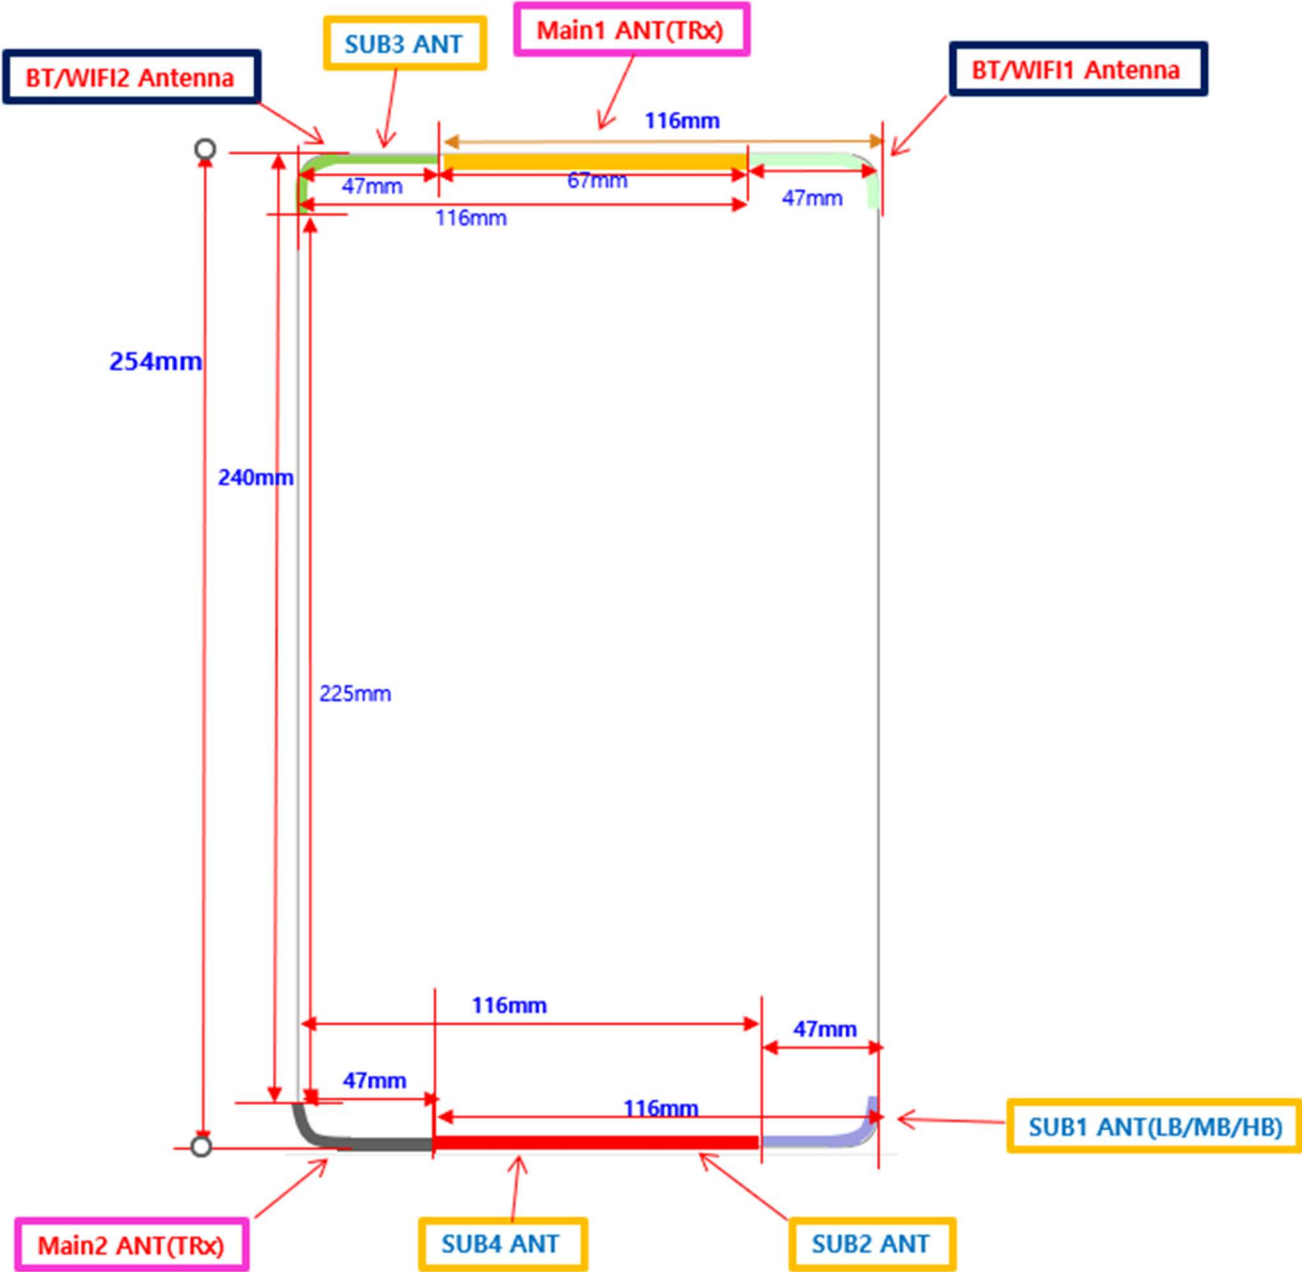 Main1 ANT(TRx)
SUB3 ANT
BT/WIFI2 Antenna
BT/WIFI1 Antenna
116mm
47mm
67mm
47mm
116mm
254mm
240mm
225mm
116mm
47mm
47mm
116mm
SUB1 ANT(LB/MB/HB)
Main2 ANT(TRx)
SUB4 ANT
SUB2 ANT